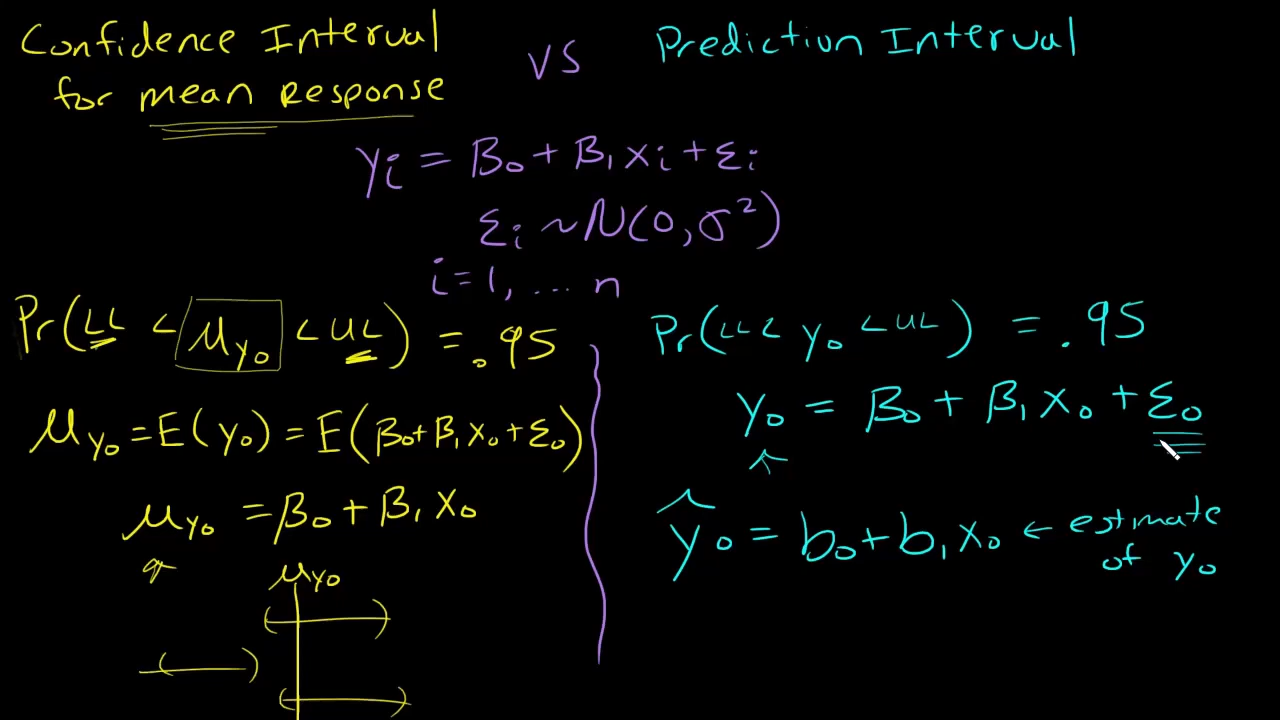 Confidence Interval
for mean Response
vs
Prediction Interval
yᵢ = β₀ + β₁xᵢ + εᵢ
εᵢ ~ N(0, σ²)
i = 1, ... n
Pr(LL < μy₀ < UL) = .95
μy₀ = E(y₀) = E(β₀ + β₁x₀ + ε₀)
μy₀ = β₀ + β₁x₀
μy₀
Pr(LL < y₀ < UL) = .95
y₀ = β₀ + β₁x₀ + ε₀
ŷ₀ = b₀ + b₁x₀ ← estimate
of y₀